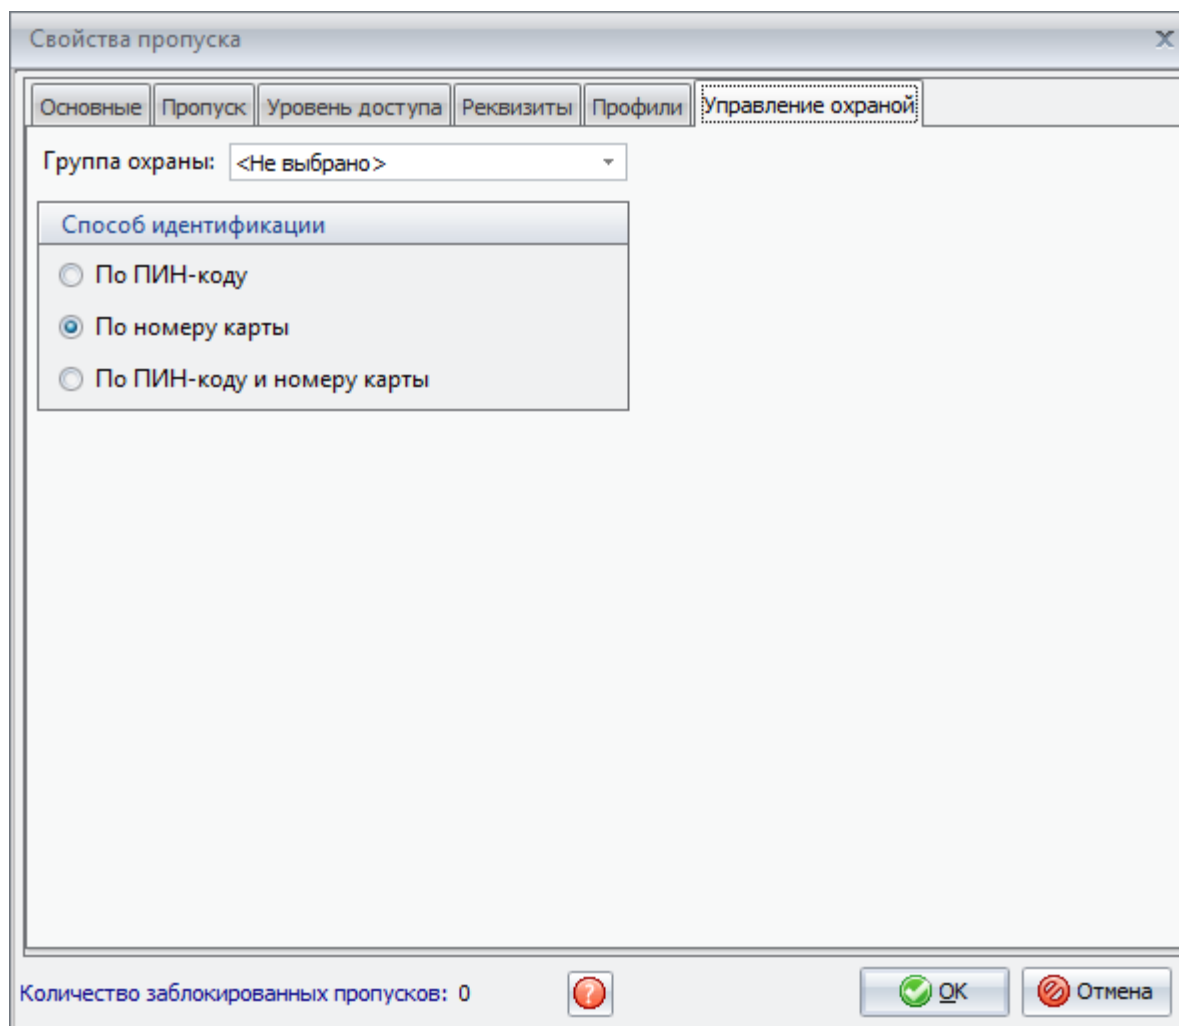 Свойства пропуска
Основные Пропуск Уровень доступа Реквизиты Профили Управление охраной
Группа охраны: <Не выбрано>
Способ идентификации
По ПИН-коду
По номеру карты
По ПИН-коду и номеру карты
Количество заблокированных пропусков: 0 ? OK Отмена